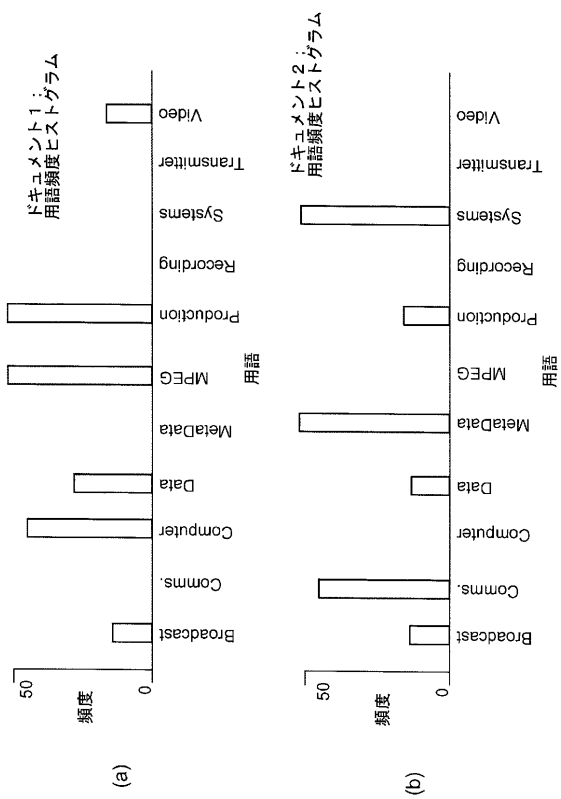 (a)
ドキュメント1;
用語頻度ヒストグラム
頻度
50
0
Broadcast
Comms.
Computer
Data
MetaData
MPEG
Production
Recording
Systems
Transmitter
Video
用語
(b)
ドキュメント2;
用語頻度ヒストグラム
頻度
50
0
Broadcast
Comms.
Computer
Data
MetaData
MPEG
Production
Recording
Systems
Transmitter
Video
用語